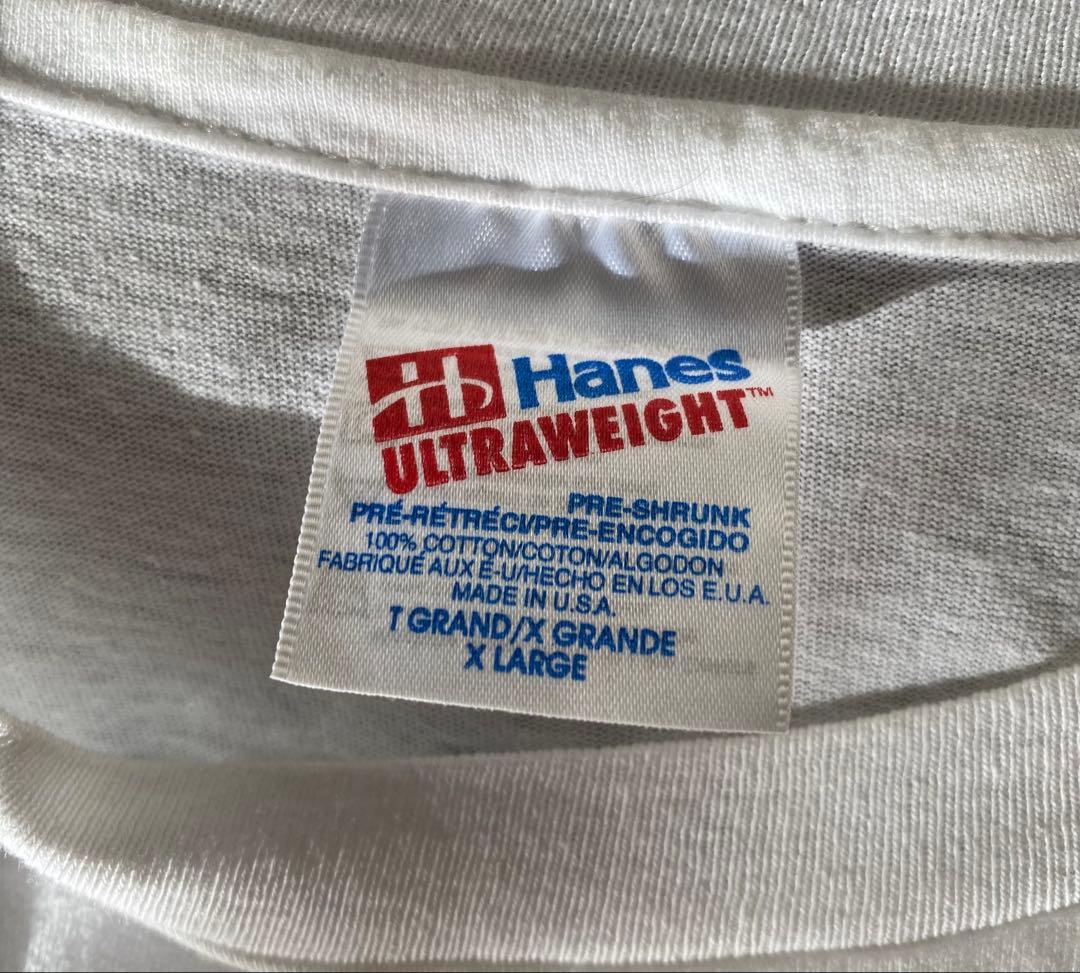 Hanes
ULTRAWEIGHT™
PRE-SHRUNK
PRÉ-RÉTRÉCI/PRE-ENCOGIDO
100% COTTON/COTON/ALGODON
FABRIQUÉ AUX É-U/HECHO EN LOS E.U.A.
MADE IN U.S.A.
T GRAND/X GRANDE
X LARGE